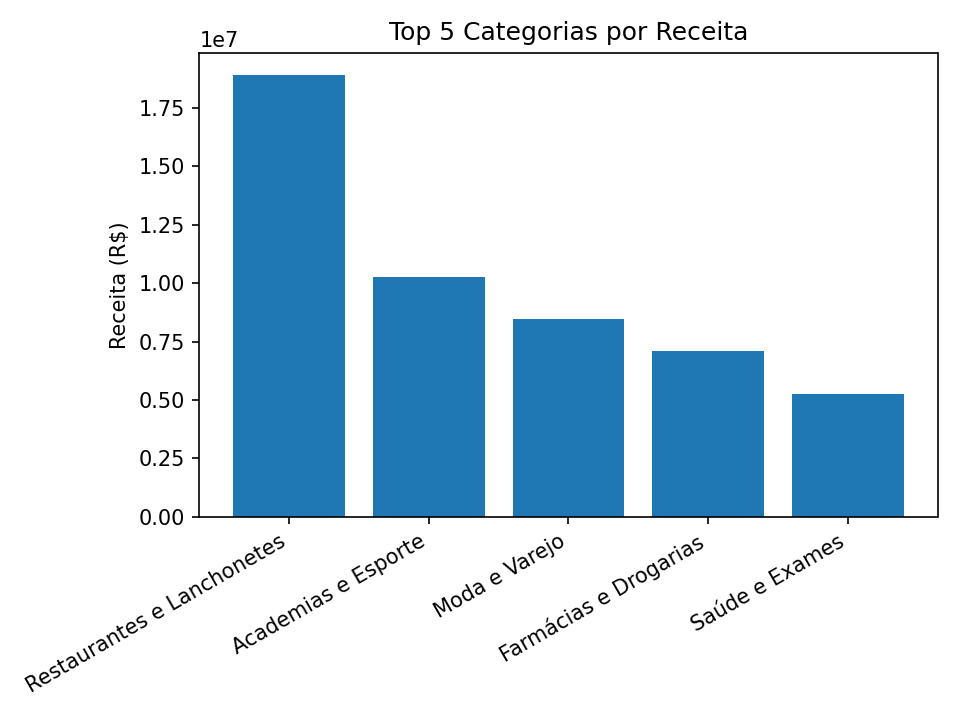 Top 5 Categorias por Receita
1e7
1.75
1.50
1.25
1.00
0.75
0.50
0.25
0.00
Receita (R$)
Restaurantes e Lanchonetes
Academias e Esporte
Moda e Varejo
Farmácias e Drogarias
Saúde e Exames